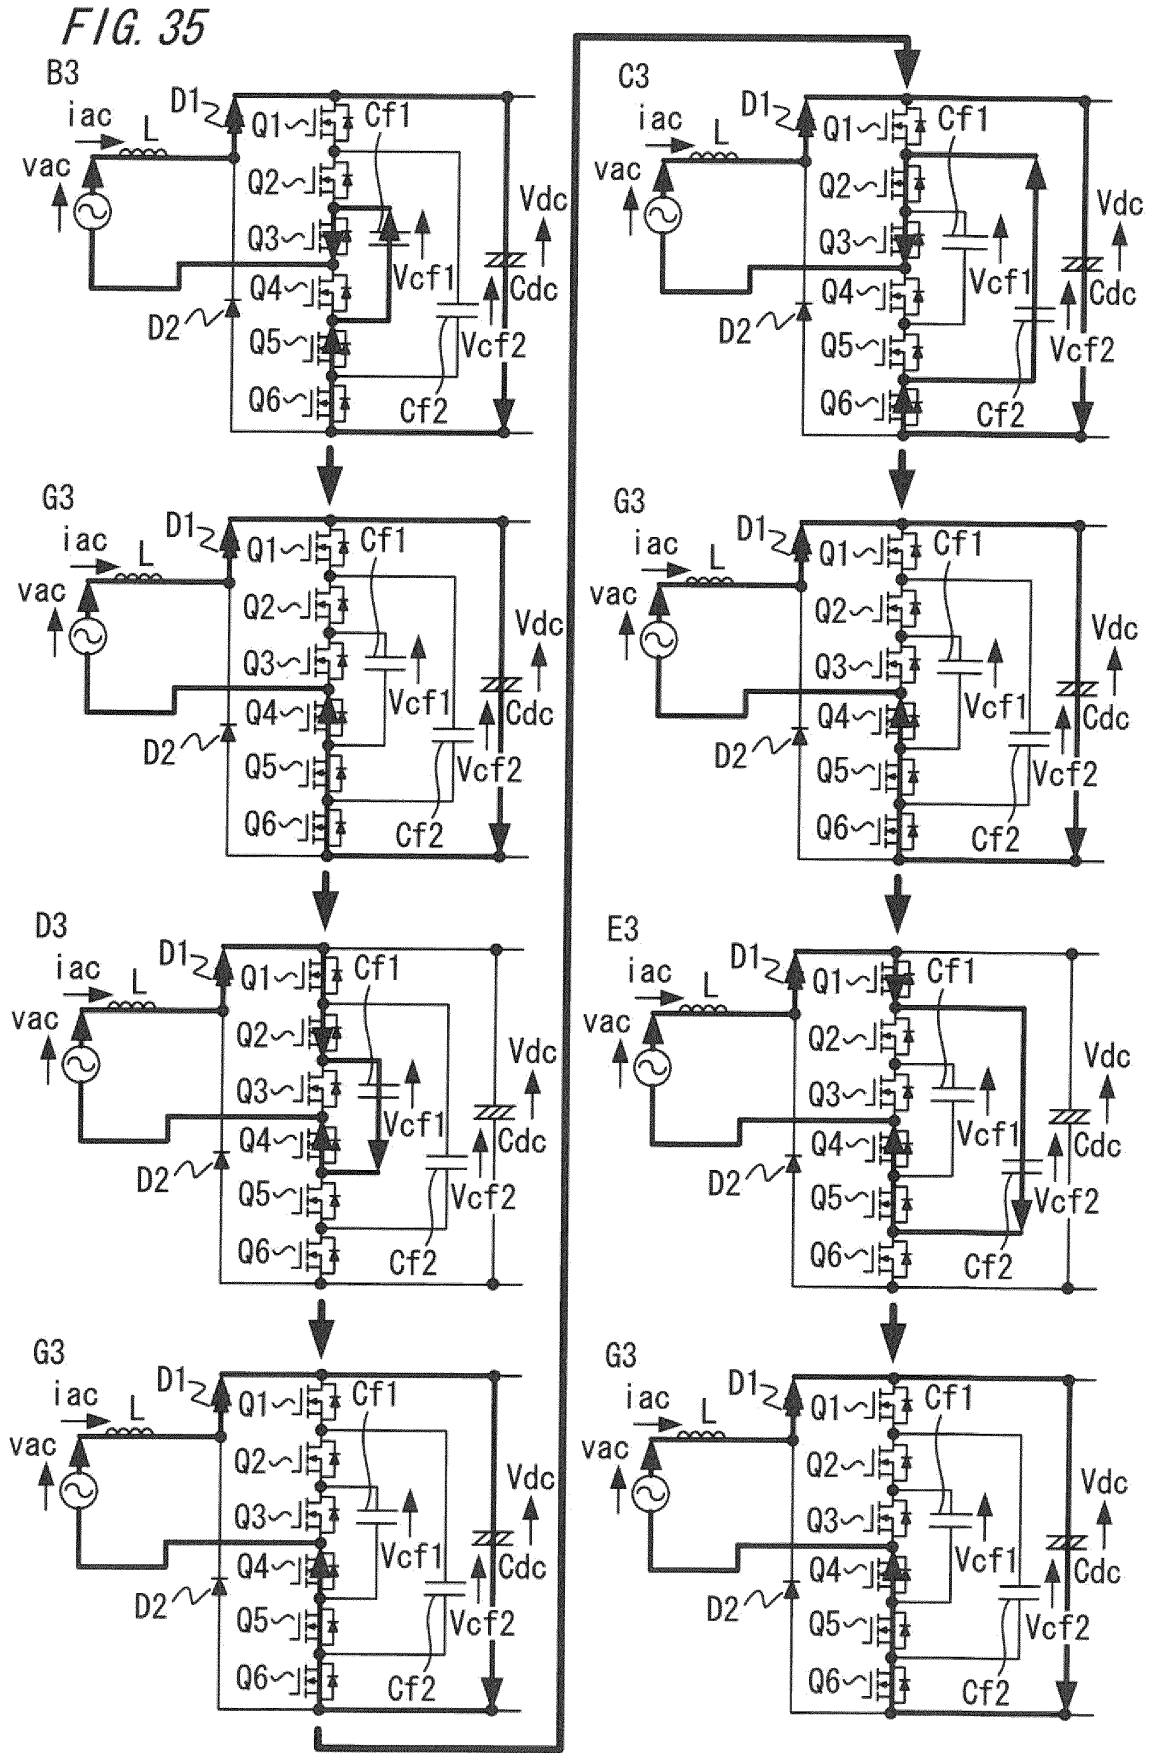 FIG. 35
B3
iac
L
D1
Q1
Cf1
vac
Q2
Q3
Vdc
Vcf1
Q4
Cdc
D2
Q5
Vcf2
Q6
Cf2
G3
iac
L
D1
Q1
Cf1
vac
Q2
Q3
Vdc
Vcf1
Q4
Cdc
D2
Q5
Vcf2
Q6
Cf2
D3
iac
L
D1
Q1
Cf1
vac
Q2
Q3
Vdc
Vcf1
Q4
Cdc
D2
Q5
Vcf2
Q6
Cf2
G3
iac
L
D1
Q1
Cf1
vac
Q2
Q3
Vdc
Vcf1
Q4
Cdc
D2
Q5
Vcf2
Q6
Cf2
C3
iac
L
D1
Q1
Cf1
vac
Q2
Q3
Vdc
Vcf1
Q4
Cdc
D2
Q5
Vcf2
Q6
Cf2
G3
iac
L
D1
Q1
Cf1
vac
Q2
Q3
Vdc
Vcf1
Q4
Cdc
D2
Q5
Vcf2
Q6
Cf2
E3
iac
L
D1
Q1
Cf1
vac
Q2
Q3
Vdc
Vcf1
Q4
Cdc
D2
Q5
Vcf2
Q6
Cf2
G3
iac
L
D1
Q1
Cf1
vac
Q2
Q3
Vdc
Vcf1
Q4
Cdc
D2
Q5
Vcf2
Q6
Cf2